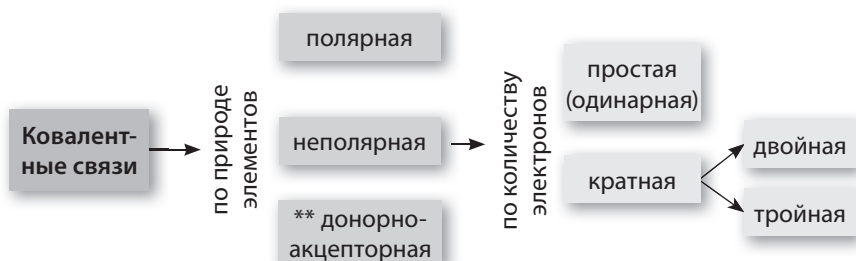 Ковалент-
ные связи
по природе
элементов
полярная
неполярная
** донорно-
акцепторная
по количеству
электронов
простая
(одинарная)
кратная
двойная
тройная